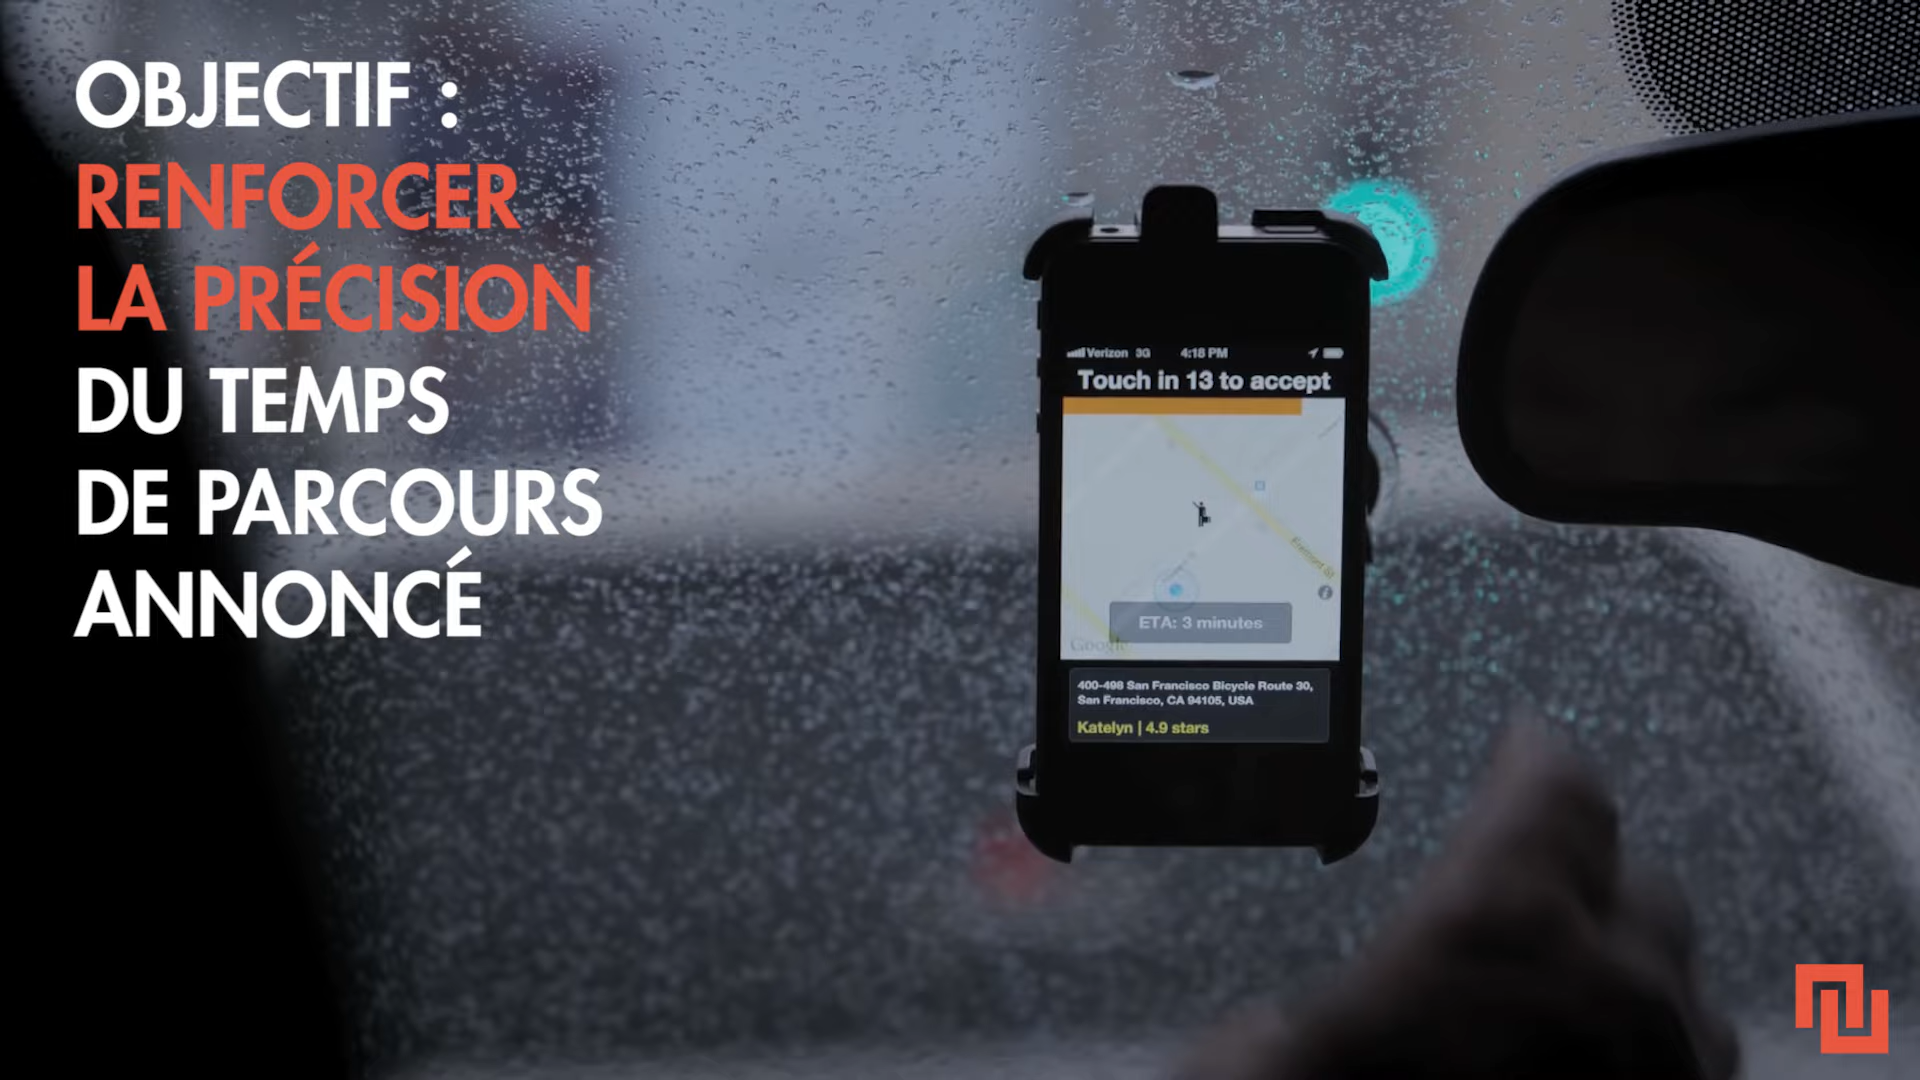 OBJECTIF :
RENFORCER
LA PRÉCISION
DU TEMPS
DE PARCOURS
ANNONCÉ
Verizon 3G 4:18 PM
Touch in 13 to accept
Fremont St
ETA: 3 minutes
Google
400-498 San Francisco Bicycle Route 30,
San Francisco, CA 94105, USA
Katelyn | 4.9 stars